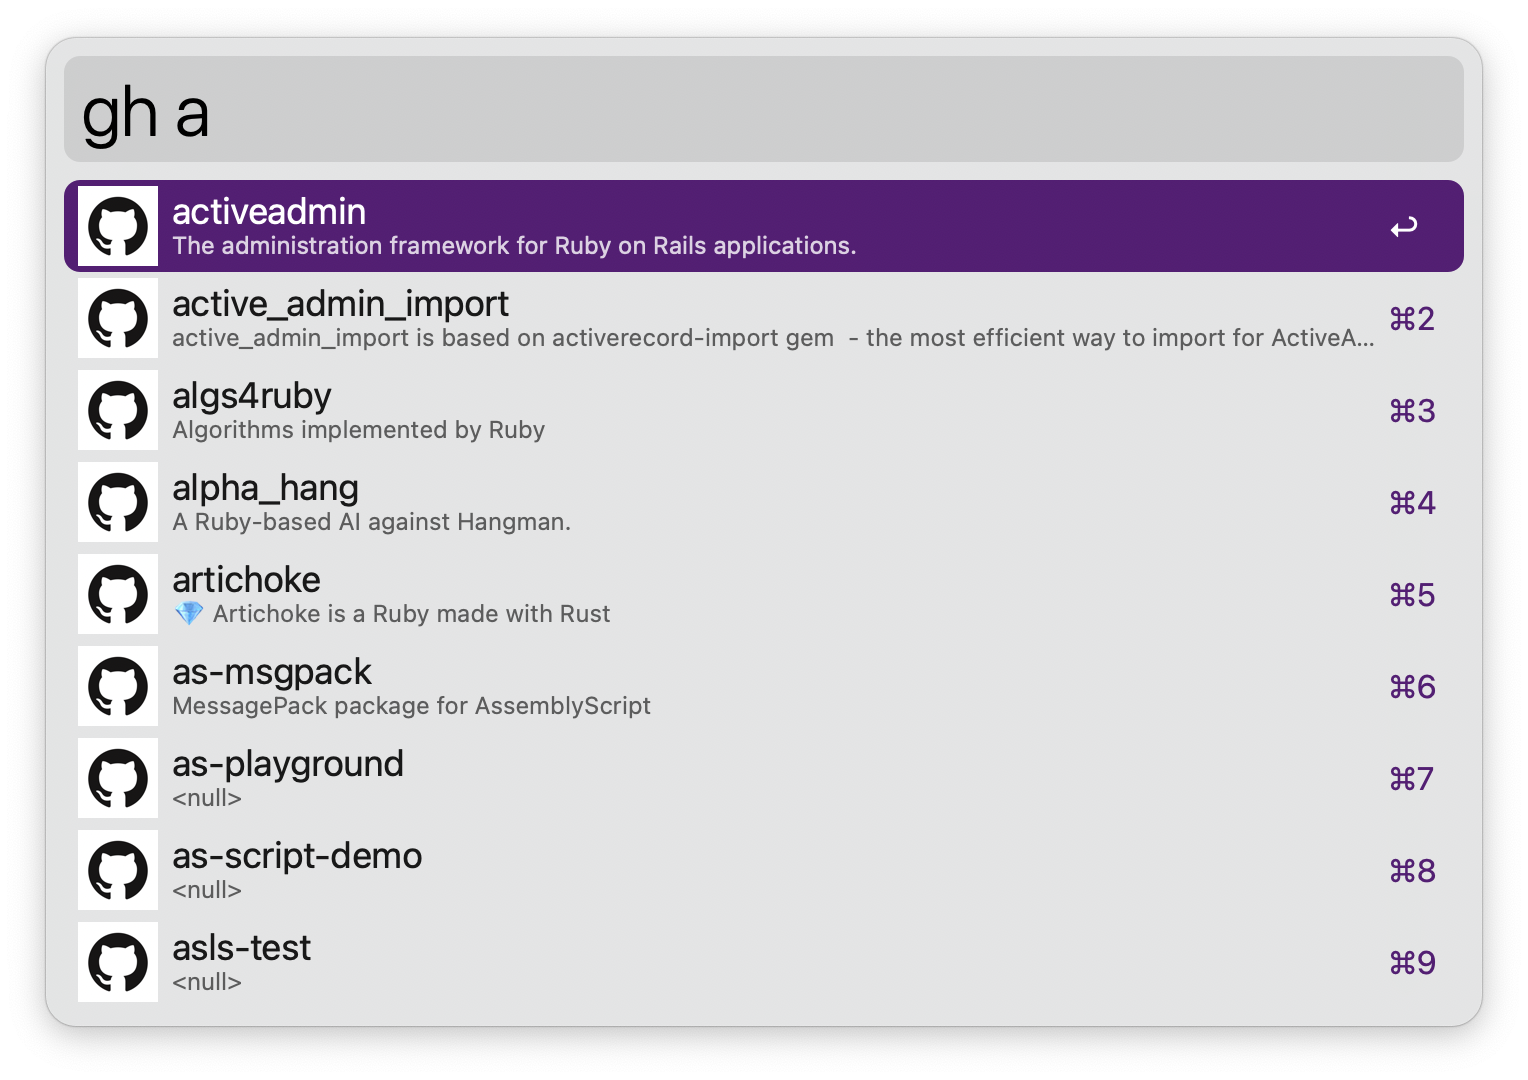 gh a
activeadmin
The administration framework for Ruby on Rails applications.
active_admin_import
active_admin_import is based on activerecord-import gem  - the most efficient way to import for ActiveA...
⌘2
algs4ruby
Algorithms implemented by Ruby
⌘3
alpha_hang
A Ruby-based AI against Hangman.
⌘4
artichoke
💎 Artichoke is a Ruby made with Rust
⌘5
as-msgpack
MessagePack package for AssemblyScript
⌘6
as-playground
<null>
⌘7
as-script-demo
<null>
⌘8
asls-test
<null>
⌘9